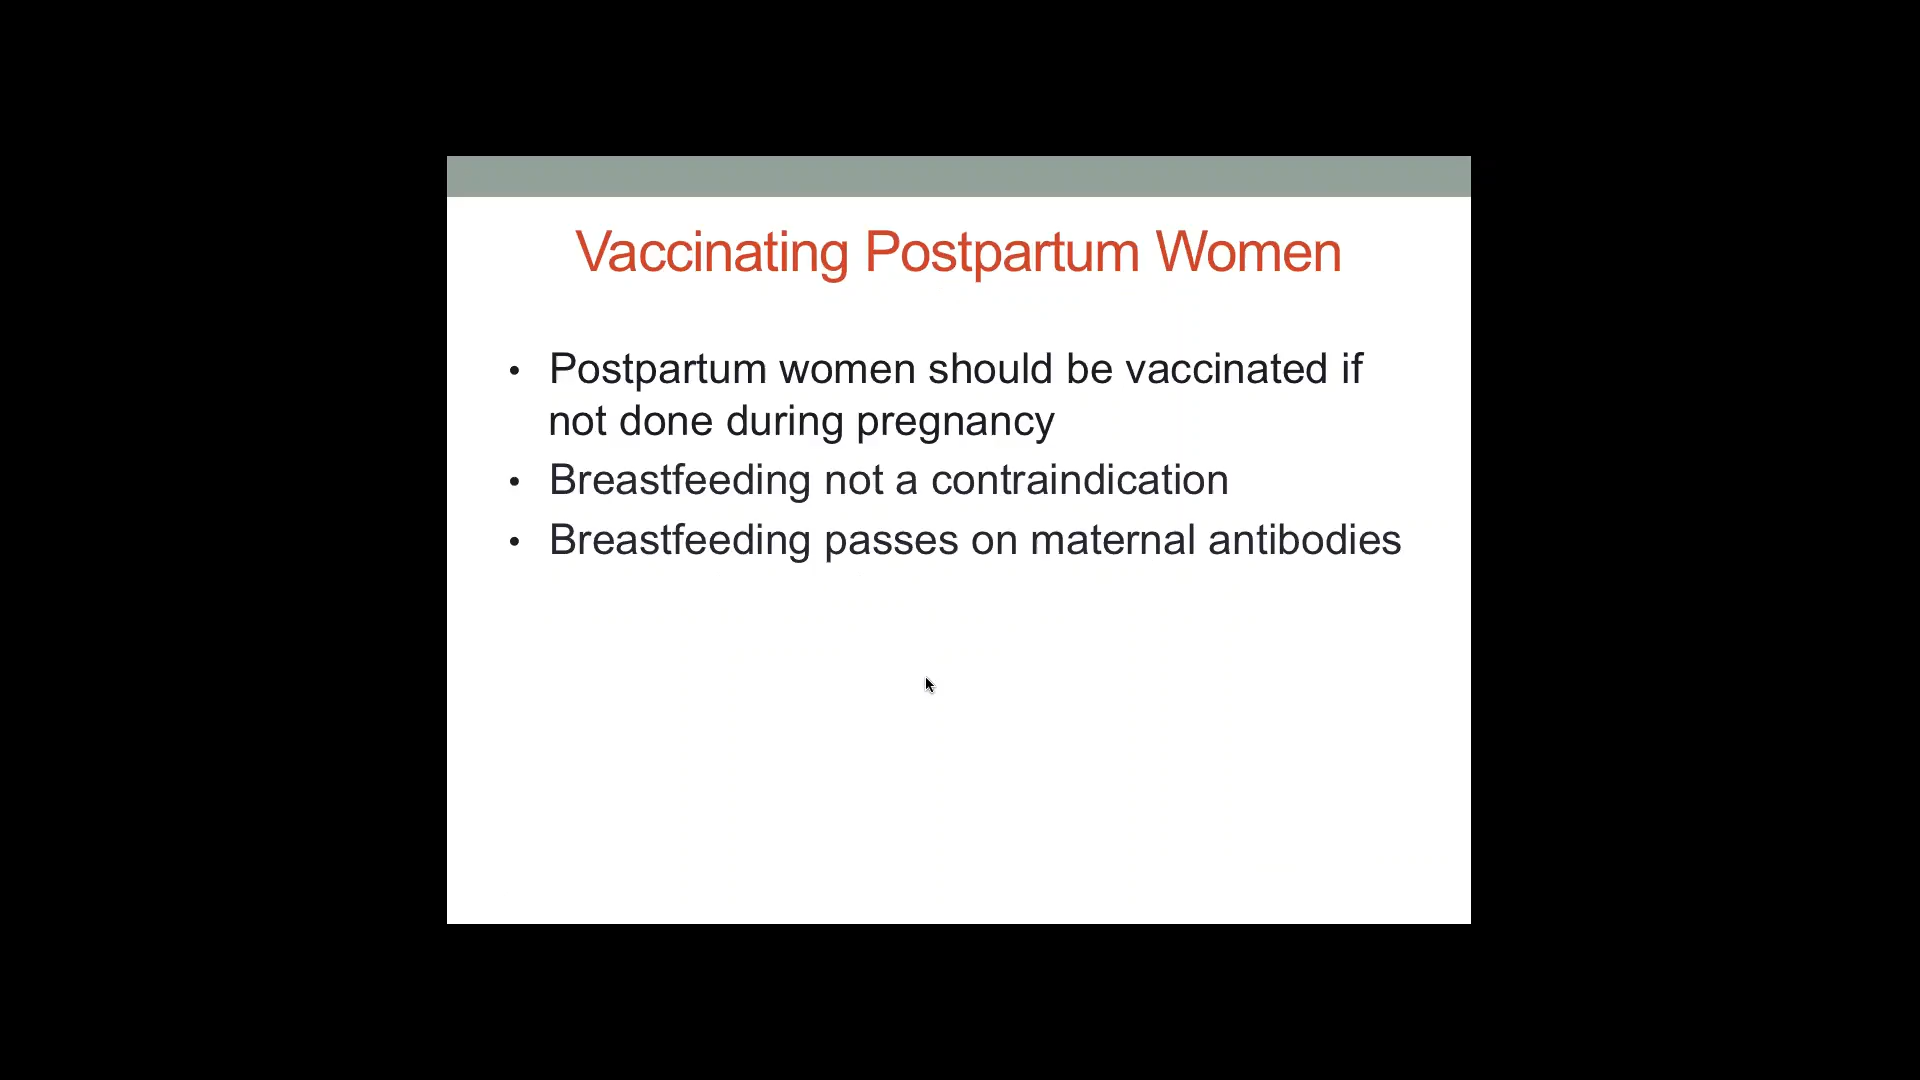 Vaccinating Postpartum Women
• Postpartum women should be vaccinated if
not done during pregnancy
• Breastfeeding not a contraindication
• Breastfeeding passes on maternal antibodies